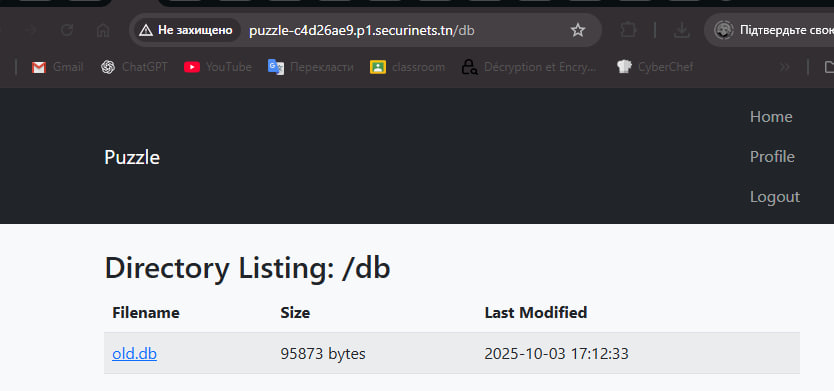 Не захищено puzzle-c4d26ae9.p1.securinets.tn/db Підтвердьте свою
Gmail ChatGPT YouTube Перекласти classroom Décryption et Encry... CyberChef »
Home
Puzzle
Profile
Logout
Directory Listing: /db
Filename Size Last Modified
old.db 95873 bytes 2025-10-03 17:12:33